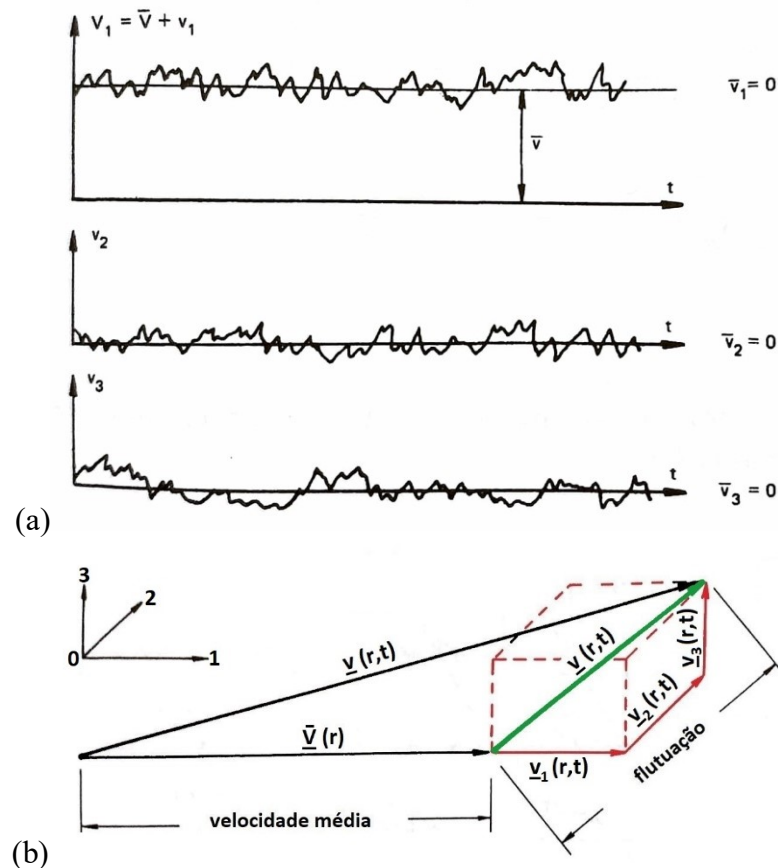 V₁ = V̄ + v₁
v̄₁ = 0
v̄
t
v₂
t
v̄₂ = 0
v₃
t
v̄₃ = 0
(a)
3
2
0
1
v(r,t)
v(r,t)
v₃(r,t)
V̄(r)
v₂(r,t)
v₁(r,t)
flutuação
velocidade média
(b)